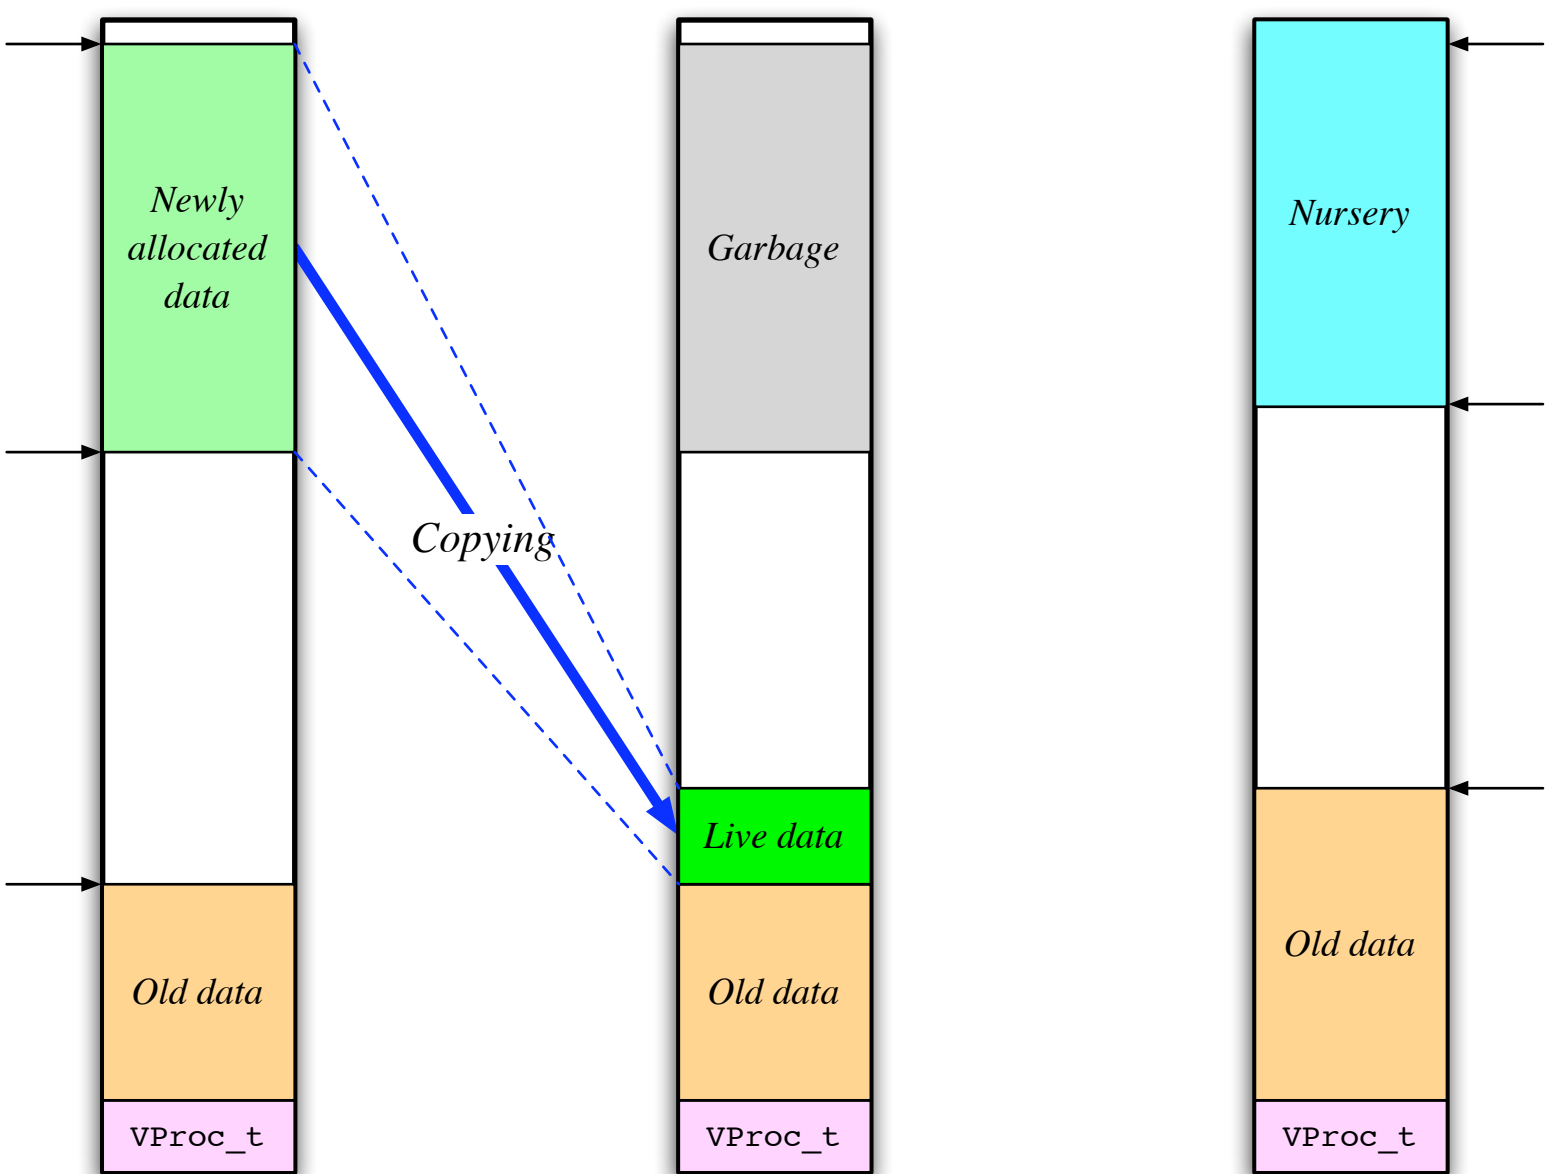 Newly
allocated
data
Old data
VProc_t
Copying
Garbage
Live data
Old data
VProc_t
Nursery
Old data
VProc_t